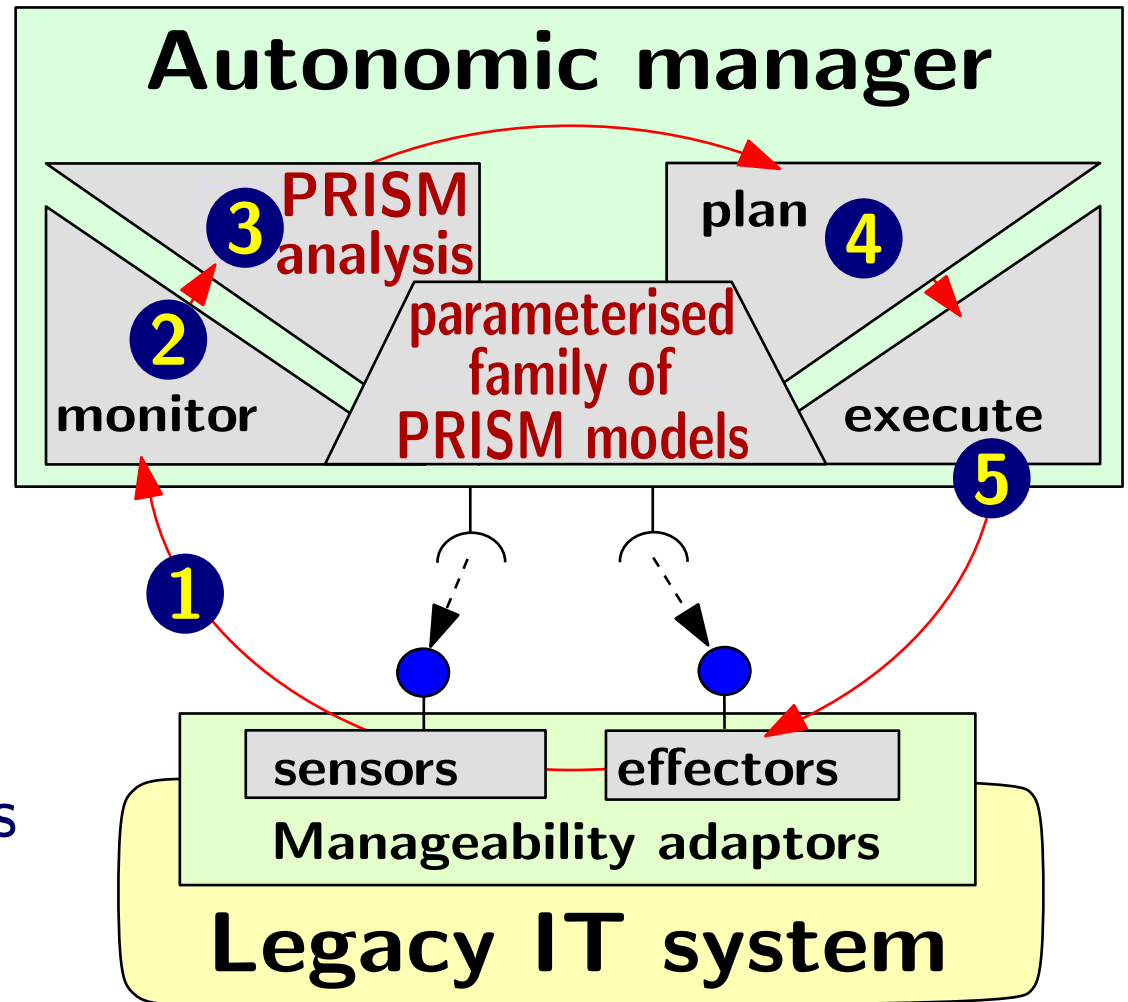 Autonomic manager
3
PRISM
analysis
plan
4
2
monitor
parameterised
family of
PRISM models
execute
5
1
sensors
effectors
s
Manageability adaptors
Legacy IT system